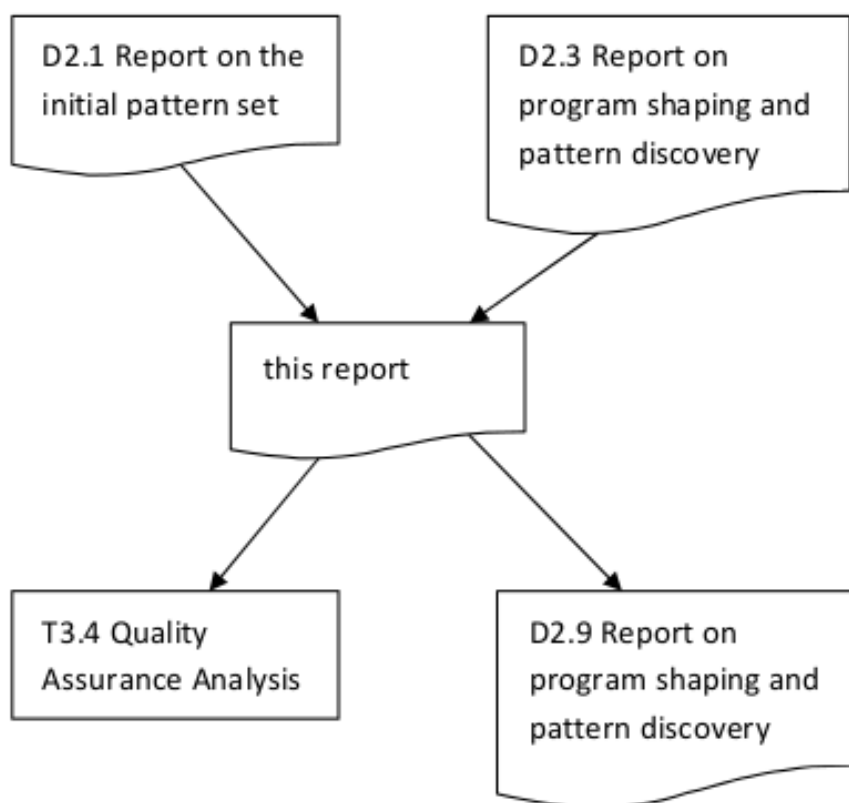 D2.1 Report on the
initial pattern set
D2.3 Report on
program shaping and
pattern discovery
this report
T3.4 Quality
Assurance Analysis
D2.9 Report on
program shaping and
pattern discovery